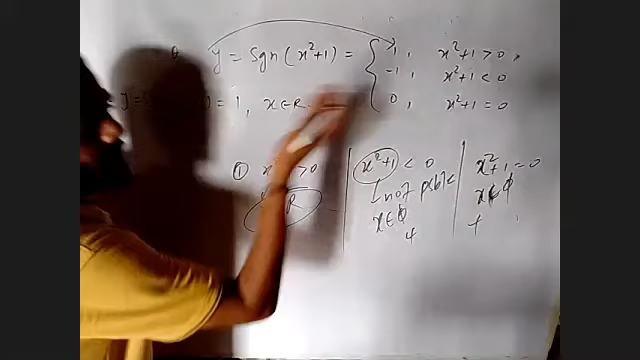 y = Sgn(x²+1) = { 1, x²+1 > 0,
-1, x²+1 < 0
0, x²+1 = 0
= 1, x ∈ R
① > 0 | x²+1 < 0 | x²+1 = 0
R | not | x ∈ ϕ
x ∈ ϕ